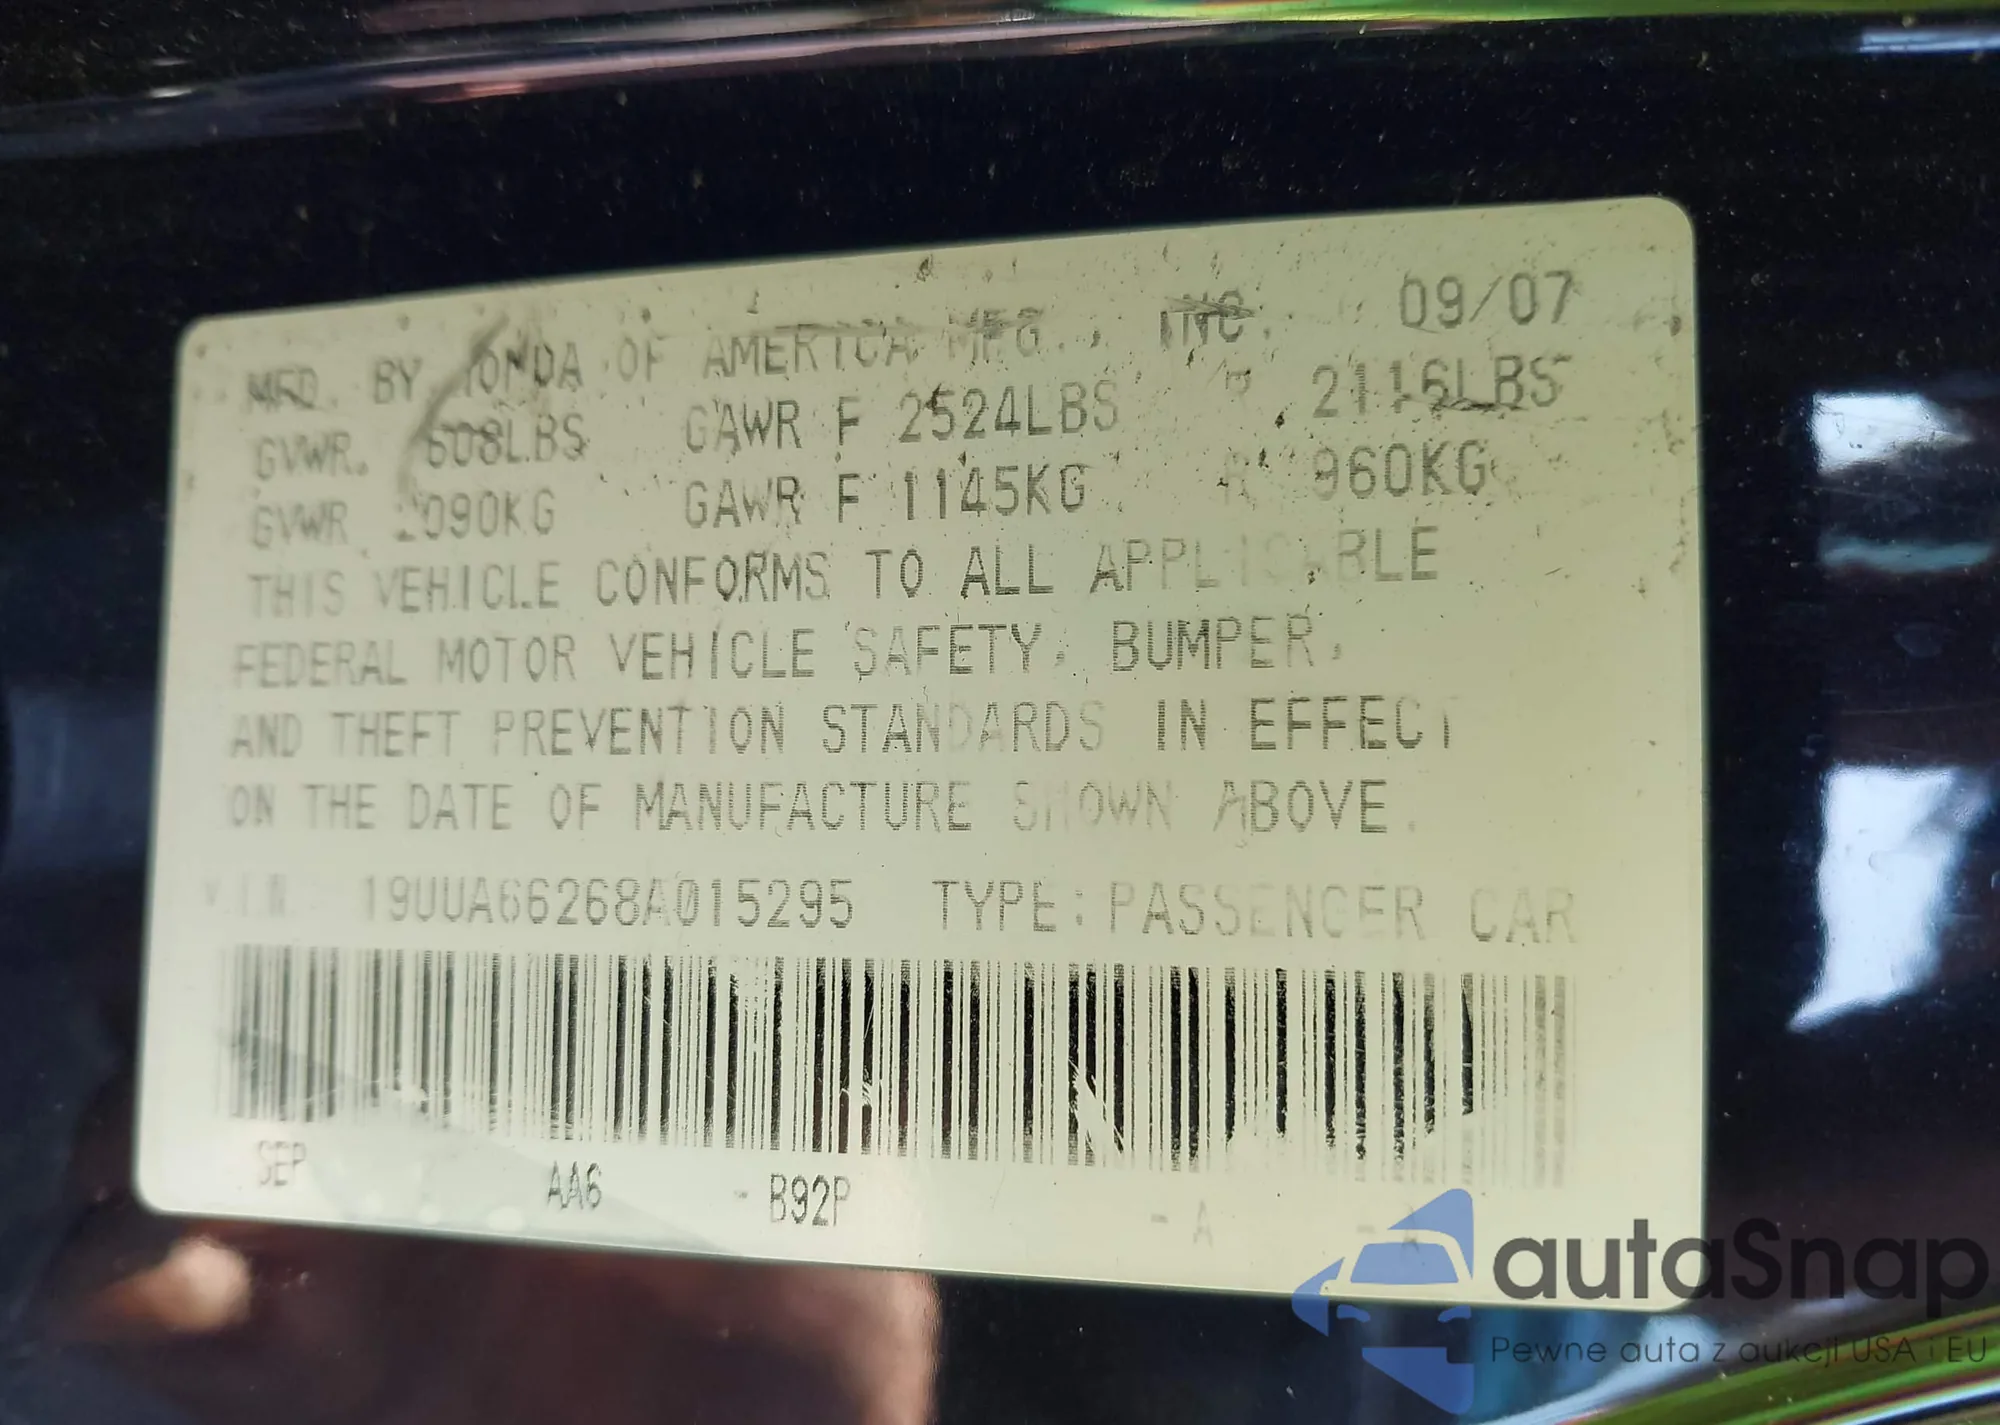 MFD. BY HONDA OF AMERICA MFG., INC. 09/07
GVWR. 608LBS GAWR F 2524LBS R 2116LBS
GVWR 2090KG GAWR F 1145KG R 960KG
THIS VEHICLE CONFORMS TO ALL APPLICABLE
FEDERAL MOTOR VEHICLE SAFETY, BUMPER,
AND THEFT PREVENTION STANDARDS IN EFFECT
ON THE DATE OF MANUFACTURE SHOWN ABOVE.
VIN 19UUA66268A015295 TYPE:PASSENGER CAR
SEP AA6 - B92P - A - A
autaSnap
Pewne auta z aukcji USA i EU